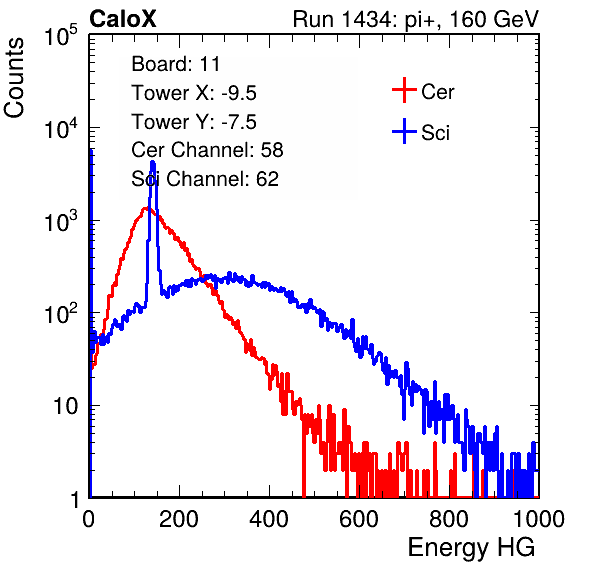 CaloX Run 1434: pi+, 160 GeV
Counts
Board: 11
Tower X: -9.5
Tower Y: -7.5
Cer Channel: 58
Sci Channel: 62
Cer
Sci
10^5
10^4
10^3
10^2
10
1
0 200 400 600 800 1000
Energy HG